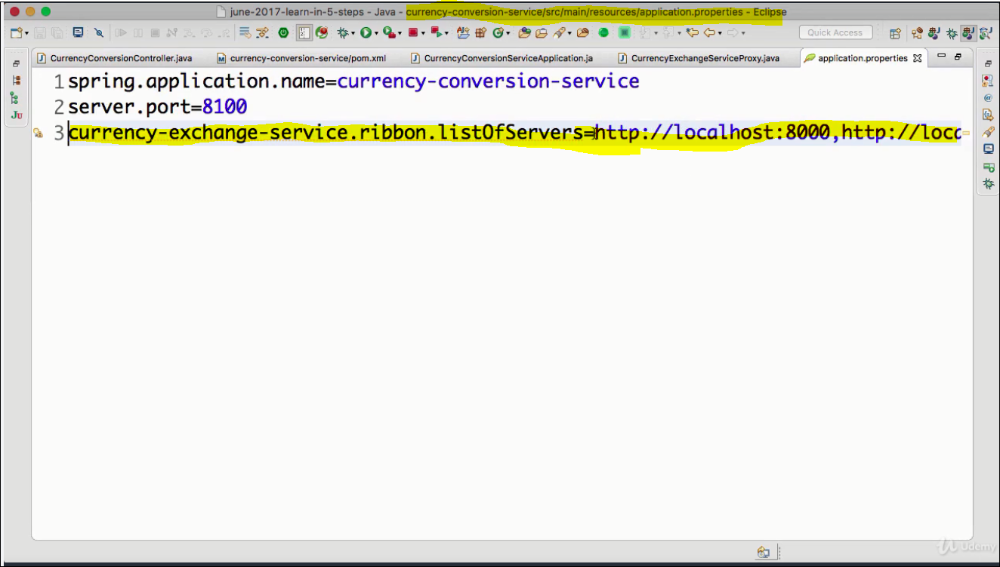 june-2017-learn-in-5-steps - Java - currency-conversion-service/src/main/resources/application.properties - Eclipse
Quick Access
CurrencyConversionController.java currency-conversion-service/pom.xml CurrencyConversionServiceApplication.ja CurrencyExchangeServiceProxy.java application.properties
1 spring.application.name=currency-conversion-service
2 server.port=8100
3 currency-exchange-service.ribbon.listOfServers=http://localhost:8000,http://loc
Ju
Udemy